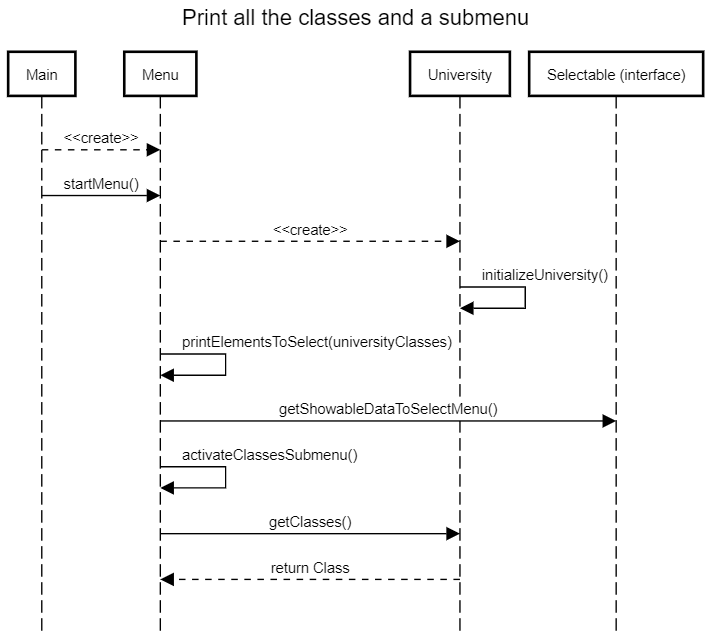 Print all the classes and a submenu
Main
Menu
University
Selectable (interface)
<<create>>
startMenu()
<<create>>
initializeUniversity()
printElementsToSelect(universityClasses)
getShowableDataToSelectMenu()
activateClassesSubmenu()
getClasses()
return Class